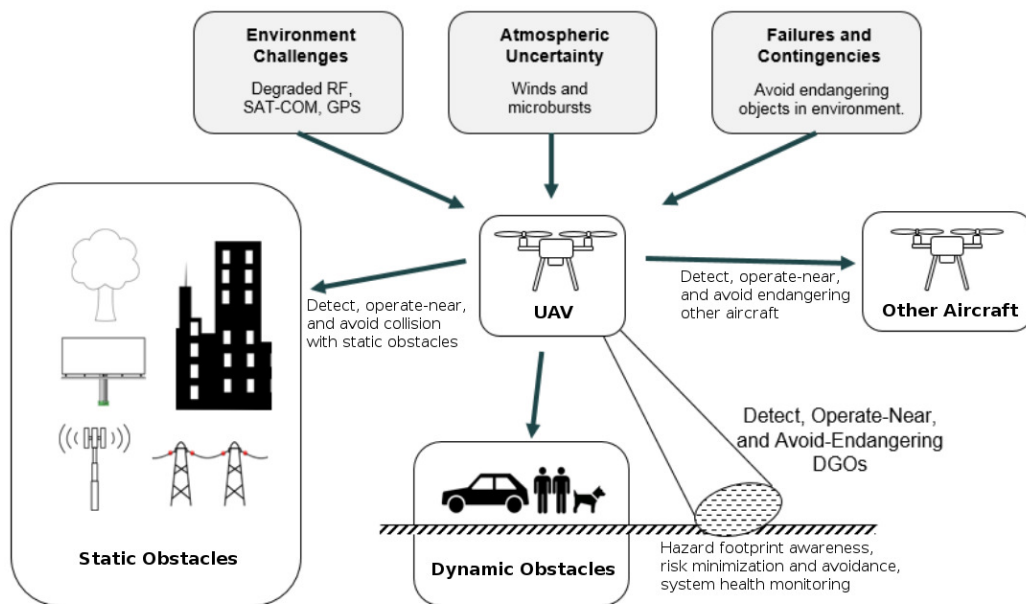 Environment
Challenges
Degraded RF,
SAT-COM, GPS
Atmospheric
Uncertainty
Winds and
microbursts
Failures and
Contingencies
Avoid endangering
objects in environment.
UAV
Detect, operate-near,
and avoid collision
with static obstacles
Detect, operate-near,
and avoid endangering
other aircraft
Other Aircraft
Static Obstacles
Detect, Operate-Near,
and Avoid-Endangering
DGOs
Dynamic Obstacles
Hazard footprint awareness,
risk minimization and avoidance,
system health monitoring